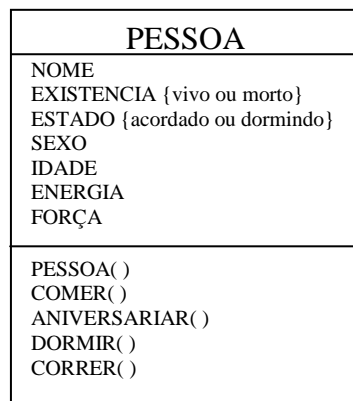 PESSOA
NOME
EXISTENCIA {vivo ou morto}
ESTADO {acordado ou dormindo}
SEXO
IDADE
ENERGIA
FORÇA
PESSOA( )
COMER( )
ANIVERSARIAR( )
DORMIR( )
CORRER( )